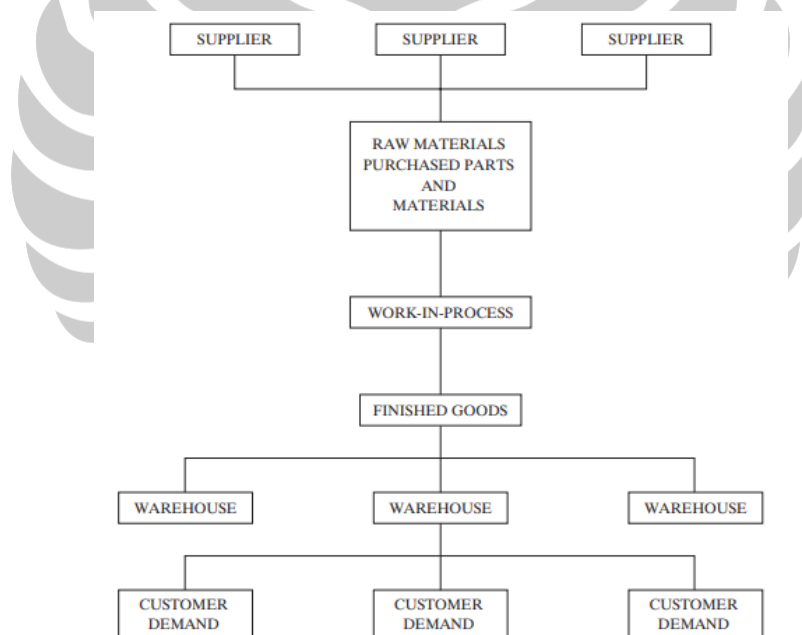 SUPPLIER
SUPPLIER
SUPPLIER
RAW MATERIALS
PURCHASED PARTS
AND
MATERIALS
WORK-IN-PROCESS
FINISHED GOODS
WAREHOUSE
WAREHOUSE
WAREHOUSE
CUSTOMER
DEMAND
CUSTOMER
DEMAND
CUSTOMER
DEMAND